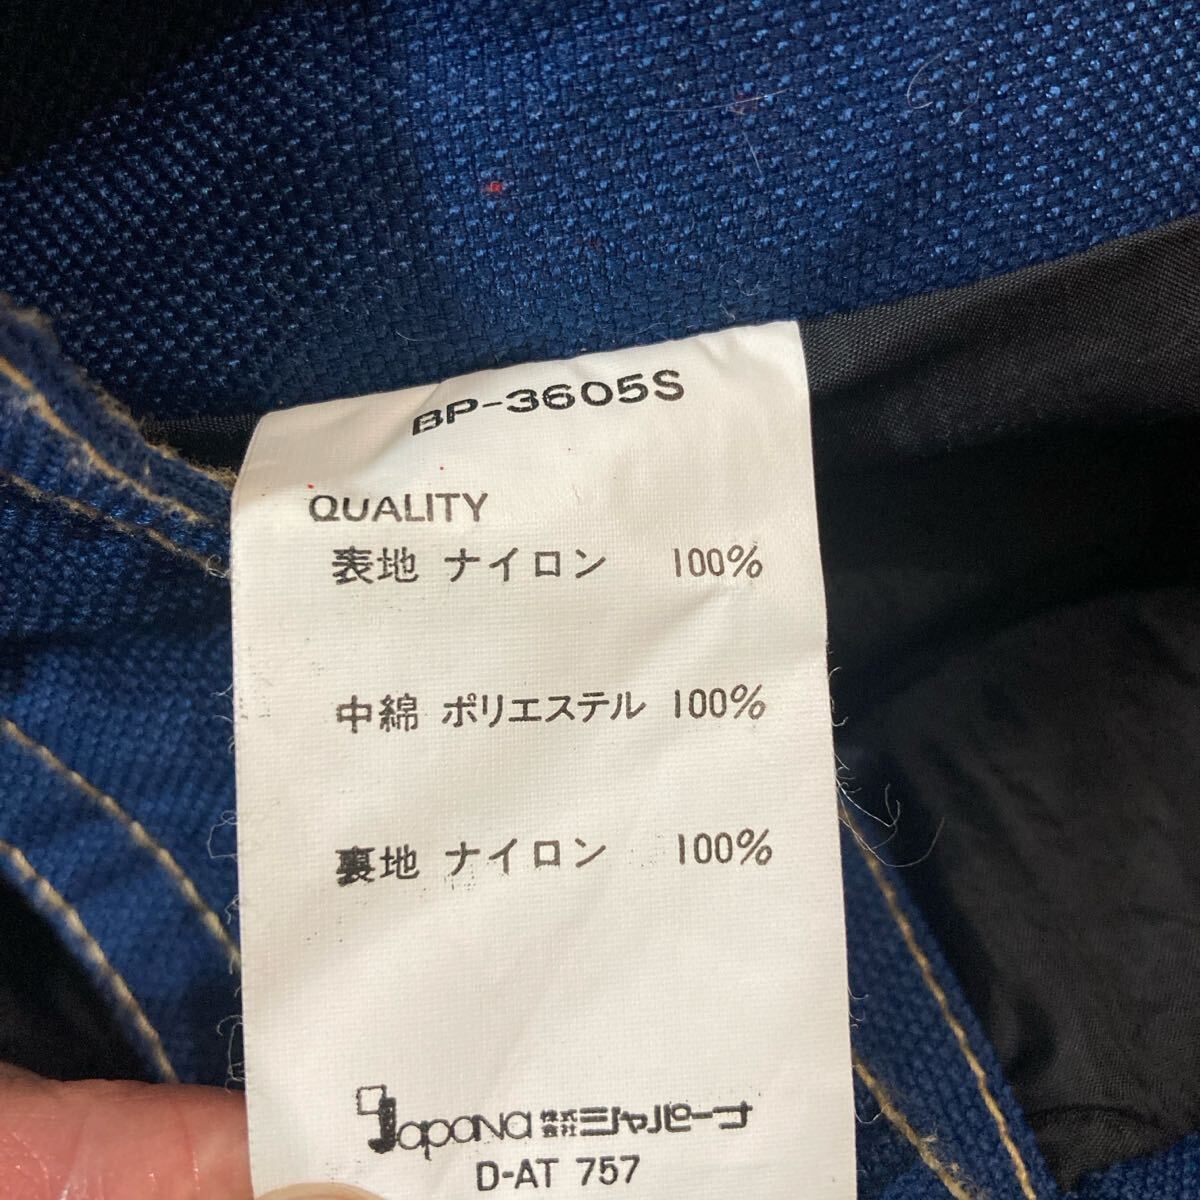 BP-3605S
QUALITY
表地 ナイロン 100%
中綿 ポリエステル 100%
裏地 ナイロン 100%
Japana 株式会社 ジャパーナ
D-AT 757